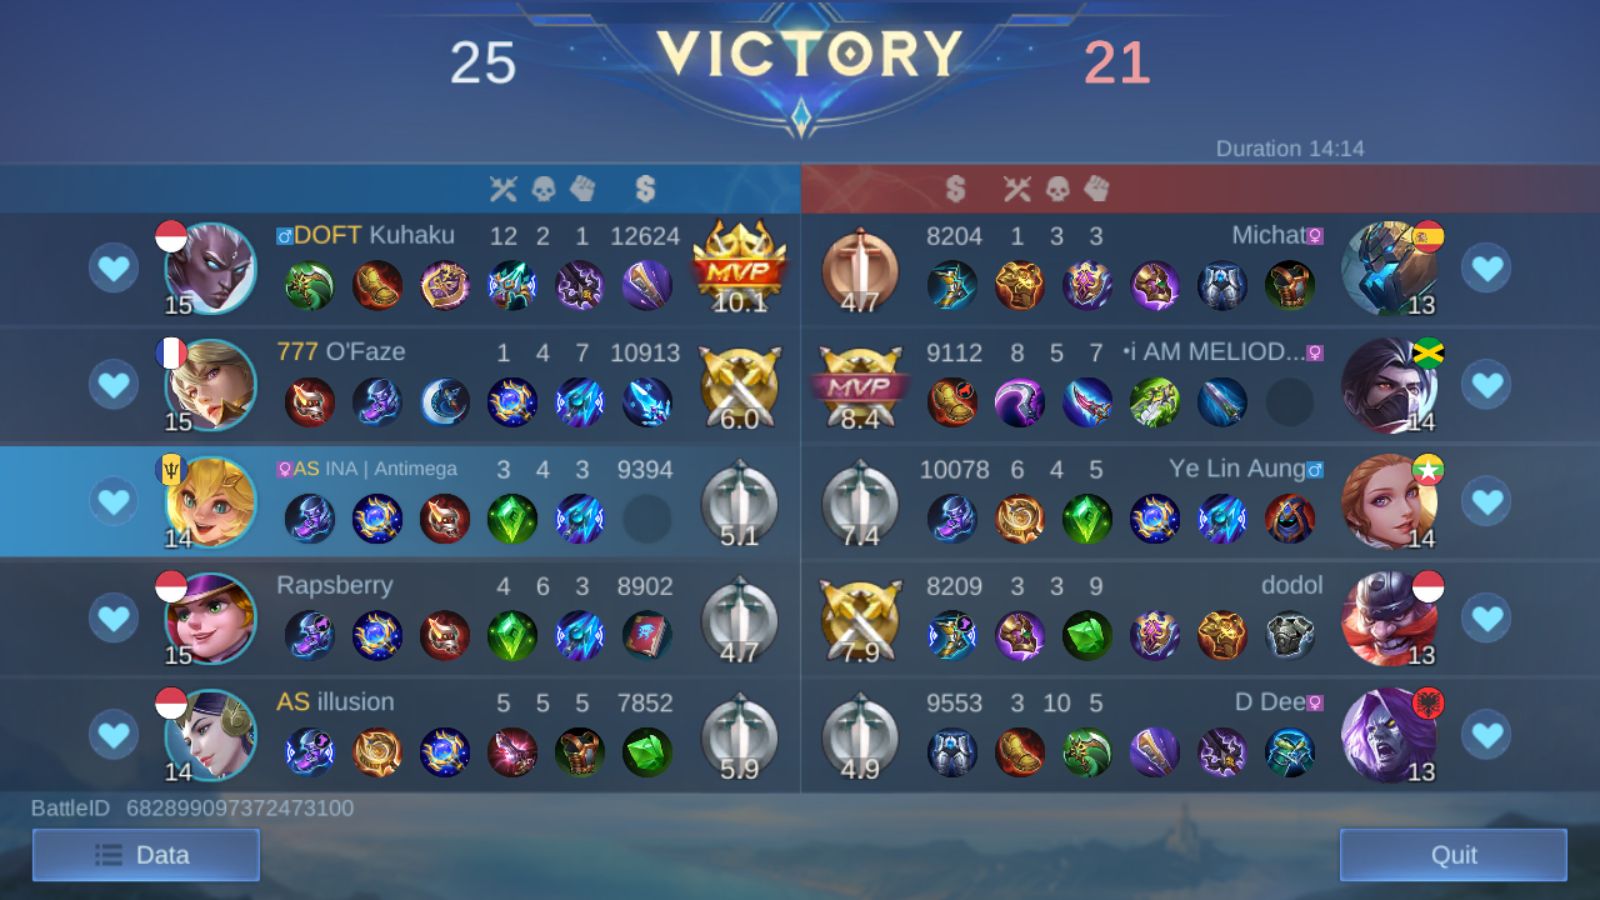 25 VICTORY 21
Duration 14:14
DOFT Kuhaku 12 2 1 12624 MVP 10.1 15
4.7 8204 1 3 3 Michat 13
777 O'Faze 1 4 7 10913 6.0 15
MVP 8.4 9112 8 5 7 •i AM MELIOD... 14
AS INA | Antimega 3 4 3 9394 5.1 14
7.4 10078 6 4 5 Ye Lin Aung 14
Rapsberry 4 6 3 8902 4.7 15
7.9 8209 3 3 9 dodol 13
AS illusion 5 5 5 7852 5.9 14
4.9 9553 3 10 5 D Dee 13
BattleID 682899097372473100
Data
Quit